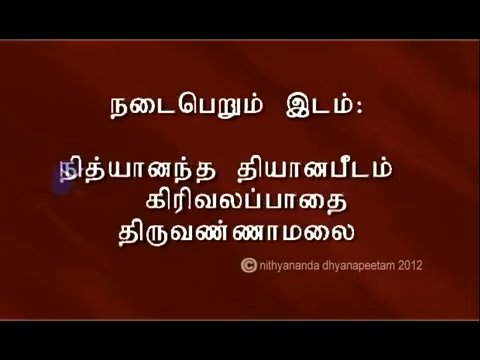 நடைபெறும் இடம்:
நித்யானந்த தியானபீடம்
கிரிவலப்பாதை
திருவண்ணாமலை
© nithyananda dhyanapeetam 2012